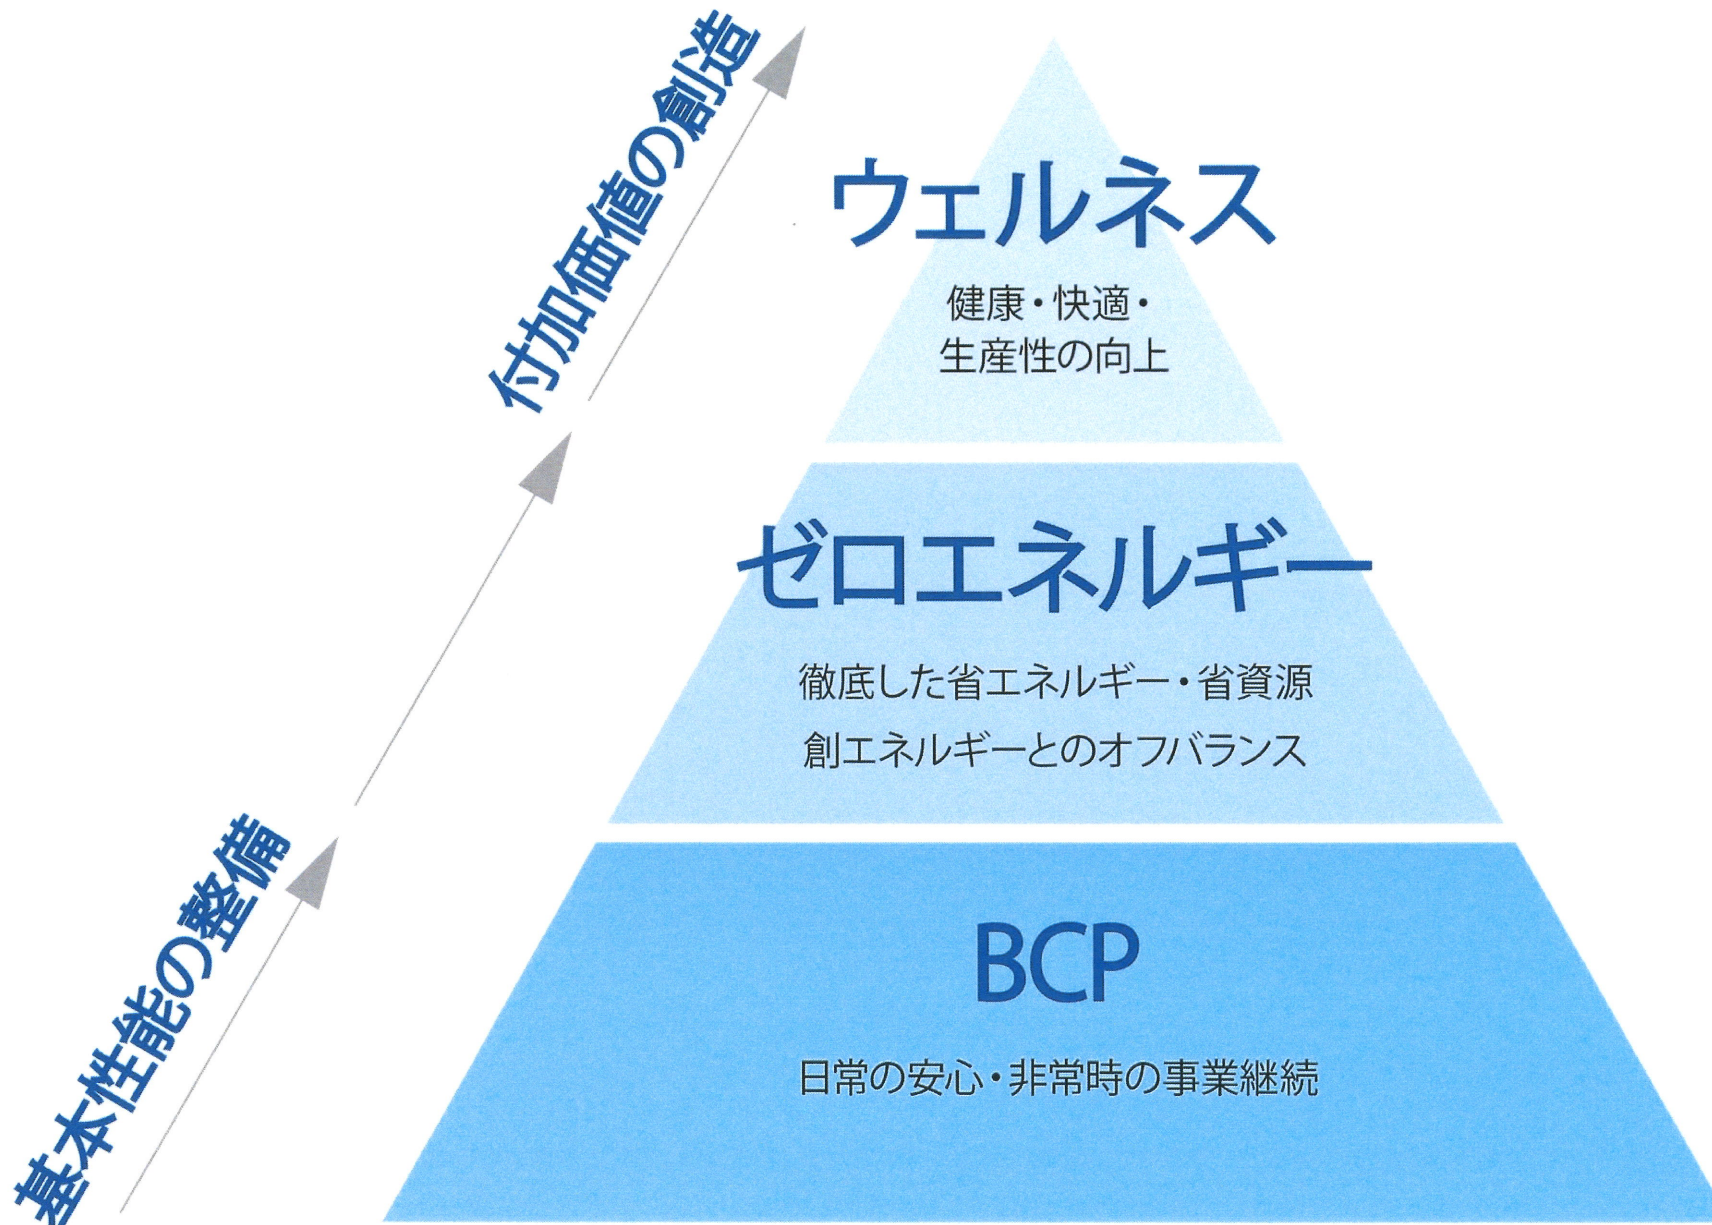 付加価値の創造
ウェルネス
健康・快適・
生産性の向上
ゼロエネルギー
徹底した省エネルギー・省資源
創エネルギーとのオフバランス
基本性能の整備
BCP
日常の安心・非常時の事業継続